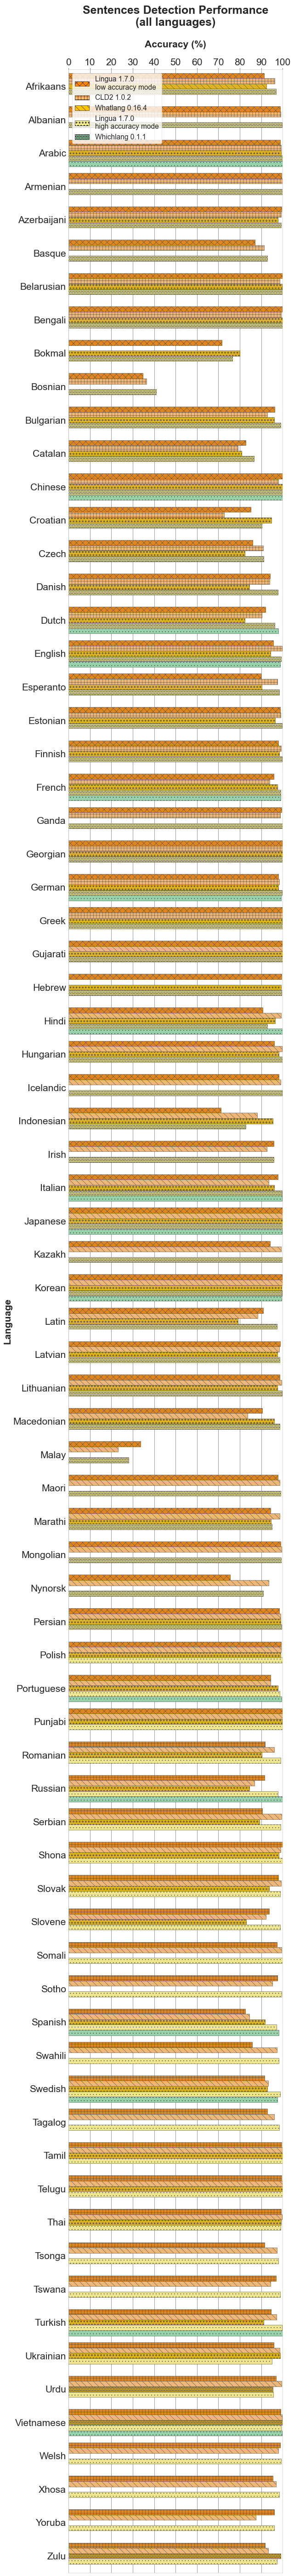 Sentences Detection Performance
(all languages)
Accuracy (%)
0 10 20 30 40 50 60 70 80 90 100
Lingua 1.7.0
low accuracy mode
CLD2 1.0.2
Whatlang 0.16.4
Lingua 1.7.0
high accuracy mode
Whichlang 0.1.1
Language
Afrikaans
Albanian
Arabic
Armenian
Azerbaijani
Basque
Belarusian
Bengali
Bokmal
Bosnian
Bulgarian
Catalan
Chinese
Croatian
Czech
Danish
Dutch
English
Esperanto
Estonian
Finnish
French
Ganda
Georgian
German
Greek
Gujarati
Hebrew
Hindi
Hungarian
Icelandic
Indonesian
Irish
Italian
Japanese
Kazakh
Korean
Latin
Latvian
Lithuanian
Macedonian
Malay
Maori
Marathi
Mongolian
Nynorsk
Persian
Polish
Portuguese
Punjabi
Romanian
Russian
Serbian
Shona
Slovak
Slovene
Somali
Sotho
Spanish
Swahili
Swedish
Tagalog
Tamil
Telugu
Thai
Tsonga
Tswana
Turkish
Ukrainian
Urdu
Vietnamese
Welsh
Xhosa
Yoruba
Zulu